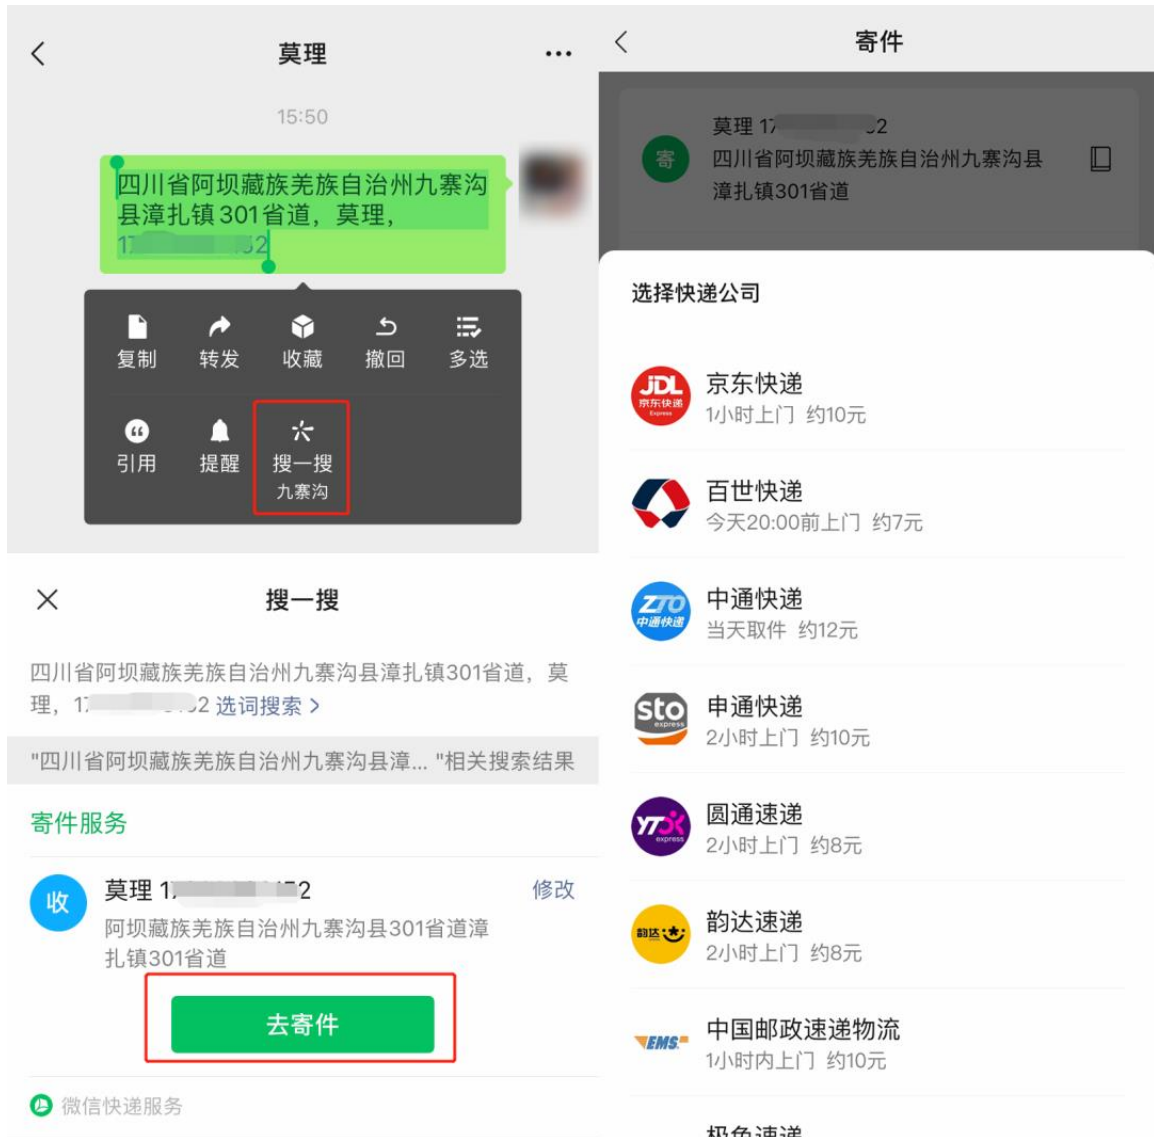 莫理
15:50
四川省阿坝藏族羌族自治州九寨沟
县漳扎镇301省道，莫理，
复制 转发 收藏 撤回 多选
引用 提醒 搜一搜
九寨沟
搜一搜
四川省阿坝藏族羌族自治州九寨沟县漳扎镇301省道，莫
理，1 2 选词搜索 >
"四川省阿坝藏族羌族自治州九寨沟县漳... "相关搜索结果
寄件服务
收
莫理 1 2
修改
阿坝藏族羌族自治州九寨沟县301省道漳
扎镇301省道
去寄件
微信快递服务
寄件
寄
莫理 17 2
四川省阿坝藏族羌族自治州九寨沟县
漳扎镇301省道
选择快递公司
JDL
京东快递
Express
京东快递
1小时上门 约10元
百世快递
今天20:00前上门 约7元
ZTO
中通快递
中通快递
当天取件 约12元
sto
express
申通快递
2小时上门 约10元
YTO
express
圆通速递
2小时上门 约8元
韵达
韵达速递
2小时上门 约8元
EMS
中国邮政速递物流
1小时内上门 约10元
极兔速递